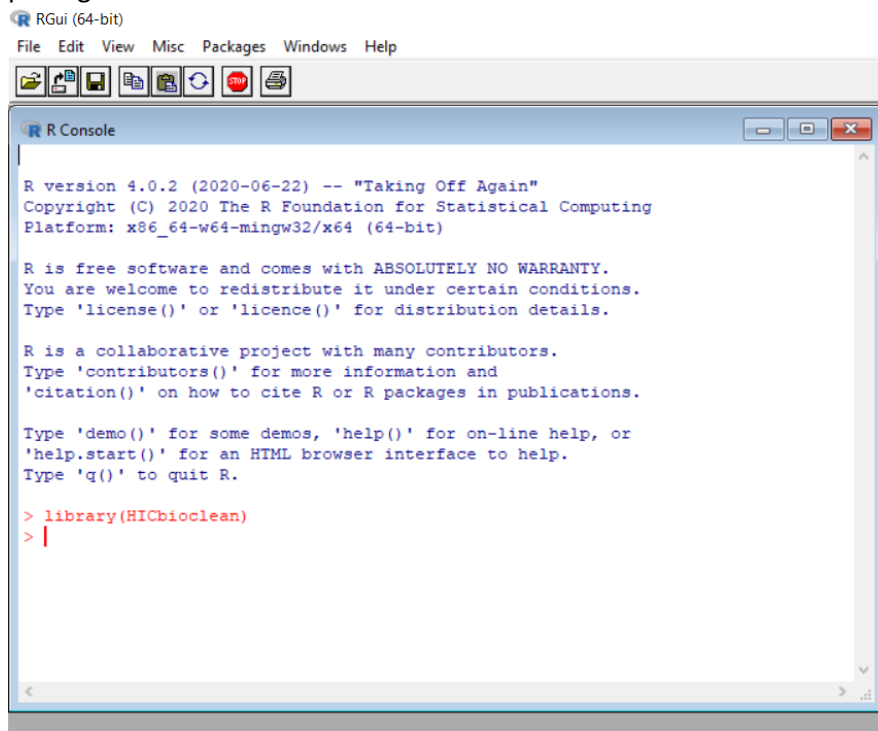 RGui (64-bit)
File Edit View Misc Packages Windows Help
STOP
R Console
R version 4.0.2 (2020-06-22) -- "Taking Off Again"
Copyright (C) 2020 The R Foundation for Statistical Computing
Platform: x86_64-w64-mingw32/x64 (64-bit)
R is free software and comes with ABSOLUTELY NO WARRANTY.
You are welcome to redistribute it under certain conditions.
Type 'license()' or 'licence()' for distribution details.
R is a collaborative project with many contributors.
Type 'contributors()' for more information and
'citation()' on how to cite R or R packages in publications.
Type 'demo()' for some demos, 'help()' for on-line help, or
'help.start()' for an HTML browser interface to help.
Type 'q()' to quit R.
> library(HICbioclean)
>